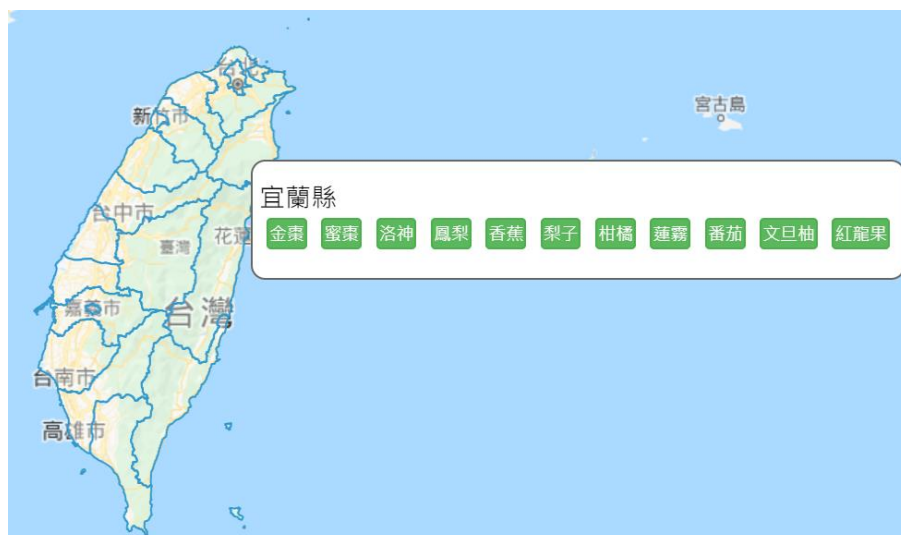 台北
新竹市
宮古島
宜蘭縣
金棗 蜜棗 洛神 鳳梨 香蕉 梨子 柑橘 蓮霧 番茄 文旦柚 紅龍果
台中市
花蓮
臺灣
嘉義市
台灣
台南市
高雄市